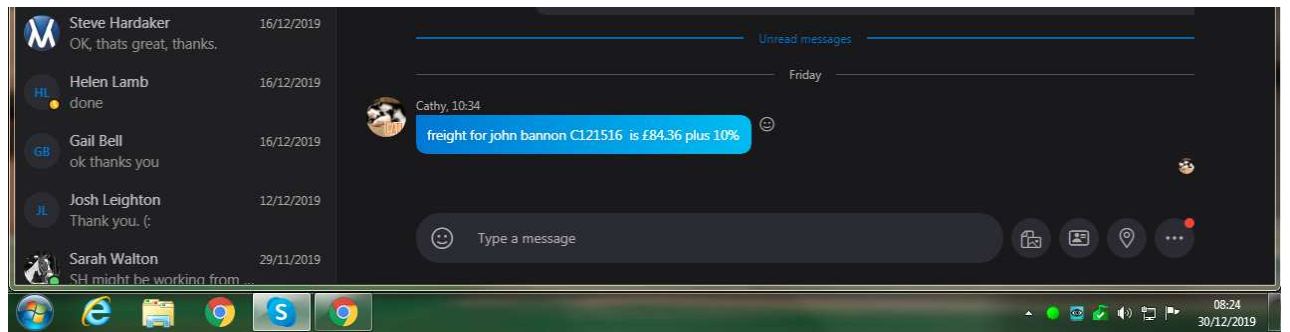 Steve Hardaker 16/12/2019
OK, thats great, thanks.
Helen Lamb 16/12/2019
HL
done
Gail Bell 16/12/2019
GB
ok thanks you
Josh Leighton 12/12/2019
JL
Thank you. (:
Sarah Walton 29/11/2019
SH might be working from ...
Unread messages
Friday
Cathy, 10:34
freight for john bannon C121516 is £84.36 plus 10%
Type a message
08:24
30/12/2019